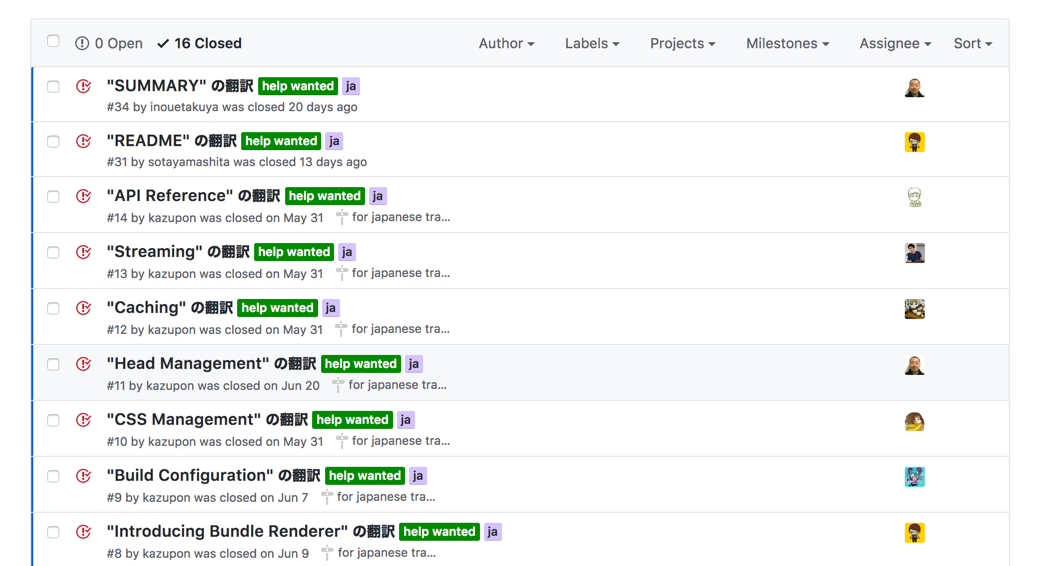 0 Open 16 Closed Author Labels Projects Milestones Assignee Sort
"SUMMARY" の翻訳 help wanted ja
#34 by inouetakuya was closed 20 days ago
"README" の翻訳 help wanted ja
#31 by sotayamashita was closed 13 days ago
"API Reference" の翻訳 help wanted ja
#14 by kazupon was closed on May 31 for japanese tra...
"Streaming" の翻訳 help wanted ja
#13 by kazupon was closed on May 31 for japanese tra...
"Caching" の翻訳 help wanted ja
#12 by kazupon was closed on May 31 for japanese tra...
"Head Management" の翻訳 help wanted ja
#11 by kazupon was closed on Jun 20 for japanese tra...
"CSS Management" の翻訳 help wanted ja
#10 by kazupon was closed on May 31 for japanese tra...
"Build Configuration" の翻訳 help wanted ja
#9 by kazupon was closed on Jun 7 for japanese tra...
"Introducing Bundle Renderer" の翻訳 help wanted ja
#8 by kazupon was closed on Jun 9 for japanese tra...